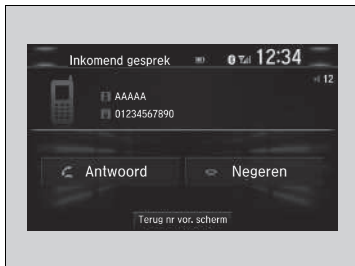 Inkomend gesprek 12:34
12
AAAAA
01234567890
Antwoord Negeren
Terug nr vor. scherm